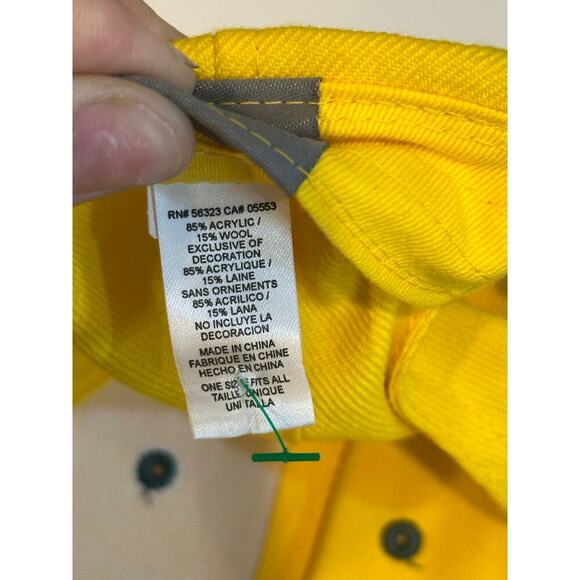 RN# 56323 CA# 05553
85% ACRYLIC /
15% WOOL
EXCLUSIVE OF
DECORATION
85% ACRYLIQUE /
15% LAINE
SANS ORNEMENTS
85% ACRILICO /
15% LANA
NO INCLUYE LA
DECORACION
MADE IN CHINA
FABRIQUE EN CHINE
HECHO EN CHINA
ONE SIZE FITS ALL
TAILLE UNIQUE
UNITALLA